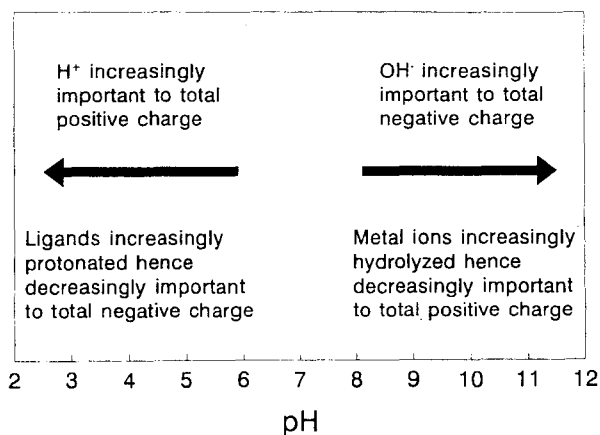 H⁺ increasingly
important to total
positive charge
OH⁻ increasingly
important to total
negative charge
Ligands increasingly
protonated hence
decreasingly important
to total negative charge
Metal ions increasingly
hydrolyzed hence
decreasingly important
to total positive charge
2 3 4 5 6 7 8 9 10 11 12
pH